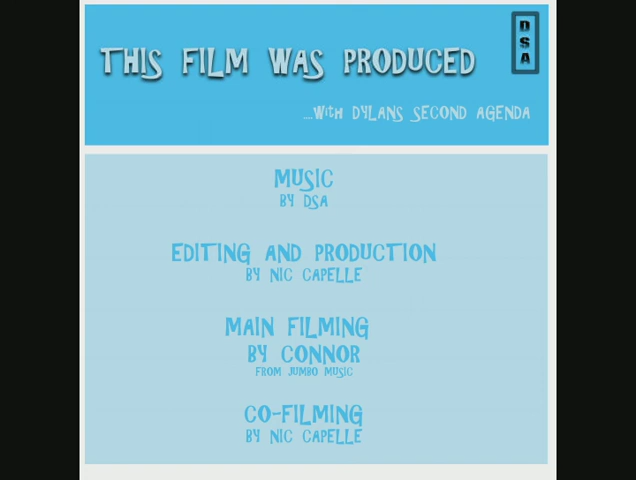 THIS FILM WAS PRODUCED
DSA
....WitH DYLANS SECOND AGENDA
MUSIC
BY DSA
EDITING AND PRODUCTION
BY NIC CAPELLE
MAIN FILMING
BY CONNOR
FROM JUMBO MUSIC
CO-FILMING
BY NIC CAPELLE